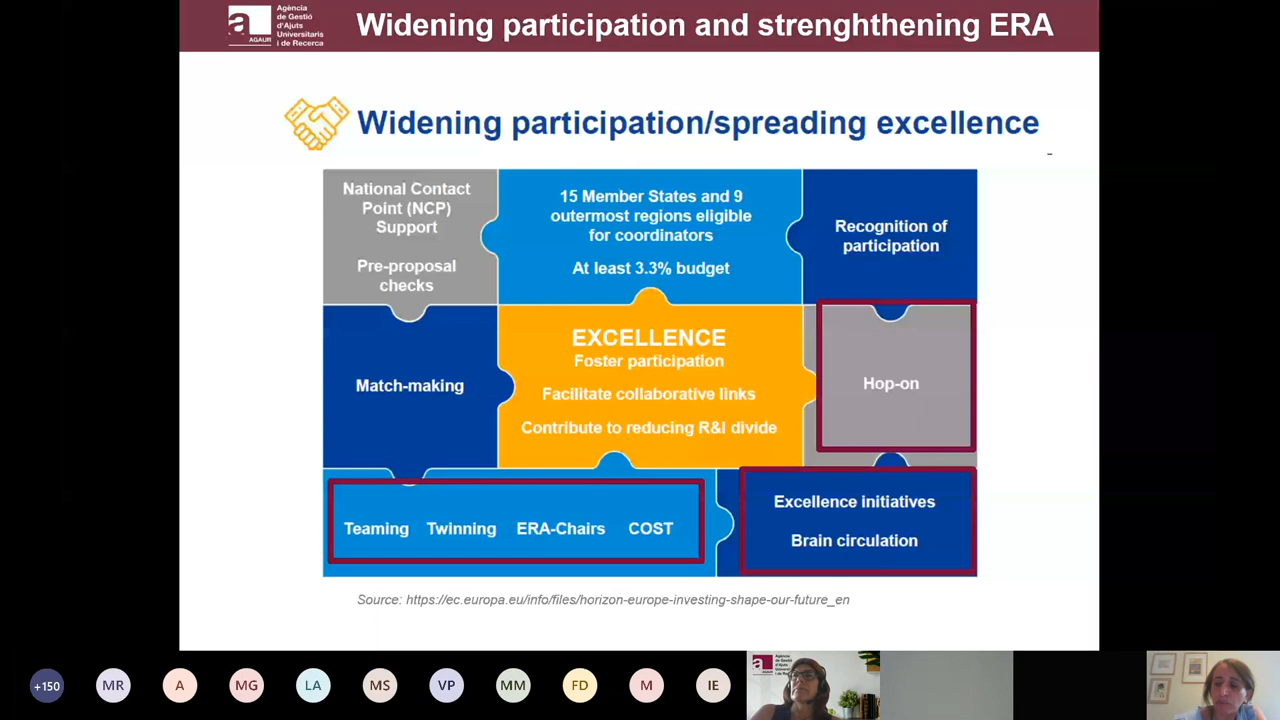 Agència
de Gestió
d'Ajuts
Universitaris
i de Recerca
a
AGAUR
Widening participation and strenghthening ERA
Widening participation/spreading excellence
National Contact
Point (NCP)
Support
Pre-proposal
checks
15 Member States and 9
outermost regions eligible
for coordinators
At least 3.3% budget
Recognition of
participation
Match-making
EXCELLENCE
Foster participation
Facilitate collaborative links
Contribute to reducing R&I divide
Hop-on
Teaming Twinning ERA-Chairs COST
Excellence initiatives
Brain circulation
Source: https://ec.europa.eu/info/files/horizon-europe-investing-shape-our-future_en
+150 MR A MG LA MS VP MM FD M IE
Agència
de Gestió
d'Ajuts